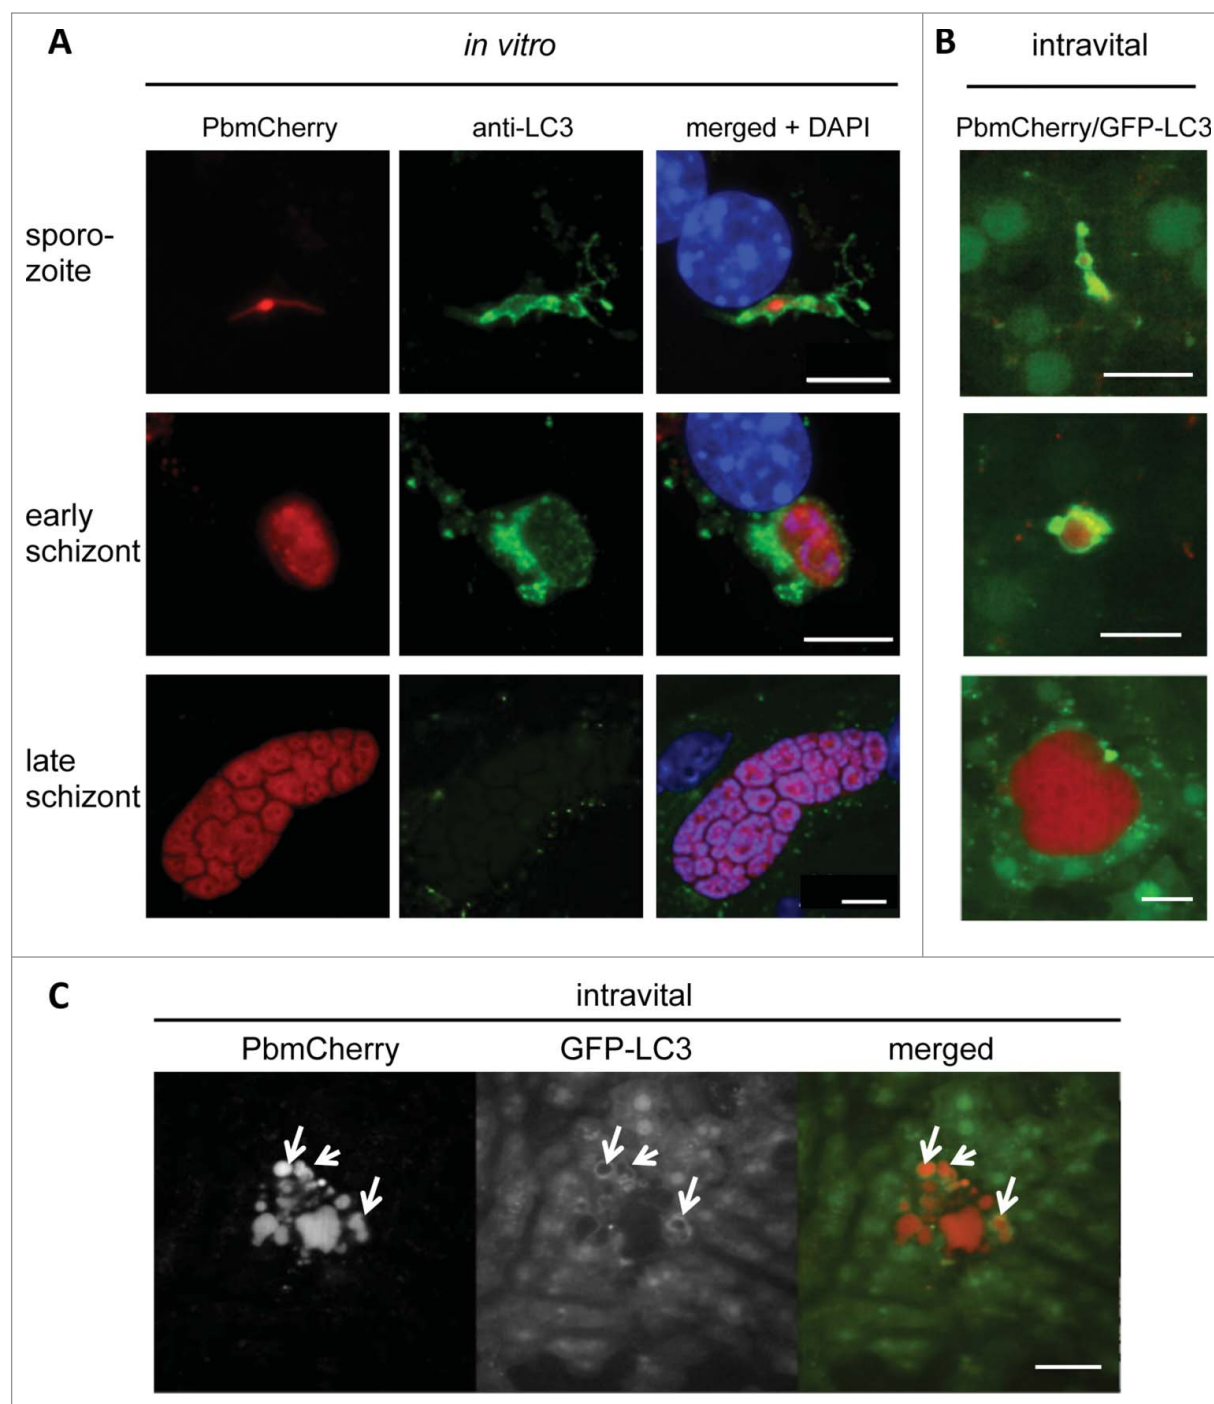 A
in vitro
B
intravital
PbmCherry
anti-LC3
merged + DAPI
PbmCherry/GFP-LC3
sporo-
zoite
early
schizont
late
schizont
C
intravital
PbmCherry
GFP-LC3
merged